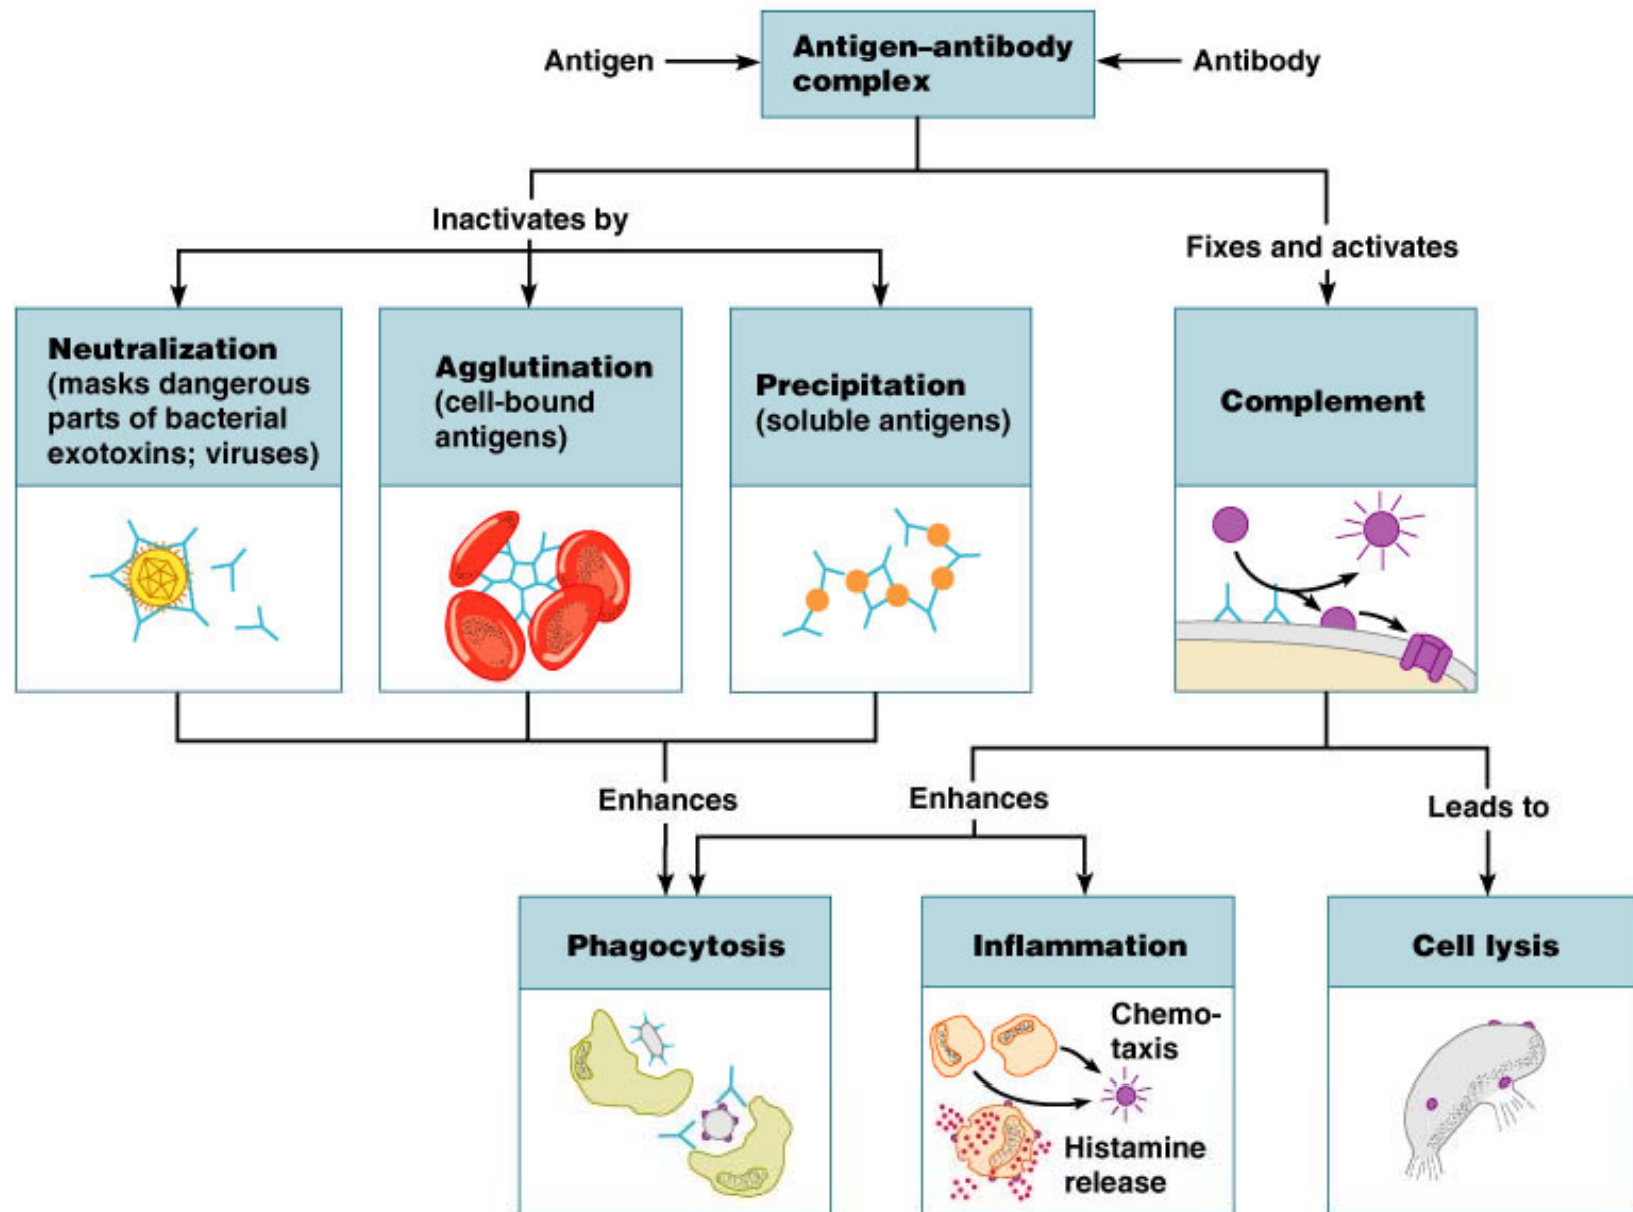 Antigen
Antigen–antibody
complex
Antibody
Inactivates by
Fixes and activates
Neutralization
(masks dangerous
parts of bacterial
exotoxins; viruses)
Agglutination
(cell-bound
antigens)
Precipitation
(soluble antigens)
Complement
Enhances
Enhances
Leads to
Phagocytosis
Inflammation
Cell lysis
Chemo-
taxis
Histamine
release